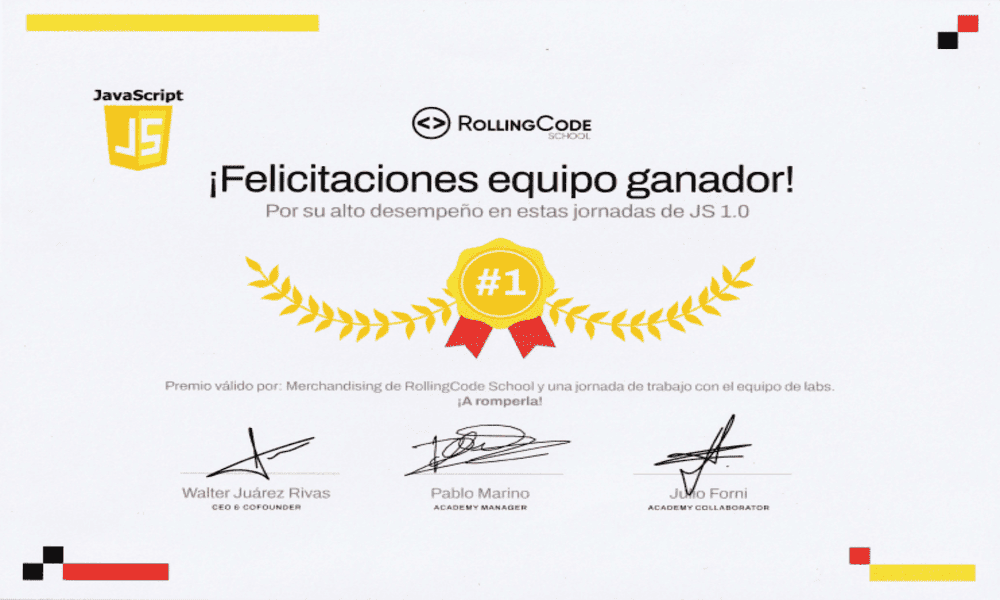 JavaScript
JS
<> ROLLINGCODE
SCHOOL
¡Felicitaciones equipo ganador!
Por su alto desempeño en estas jornadas de JS 1.0
#1
Premio válido por: Merchandising de RollingCode School y una jornada de trabajo con el equipo de labs.
¡A romperla!
Walter Juárez Rivas
CEO & COFOUNDER
Pablo Marino
ACADEMY MANAGER
Julio Forni
ACADEMY COLLABORATOR